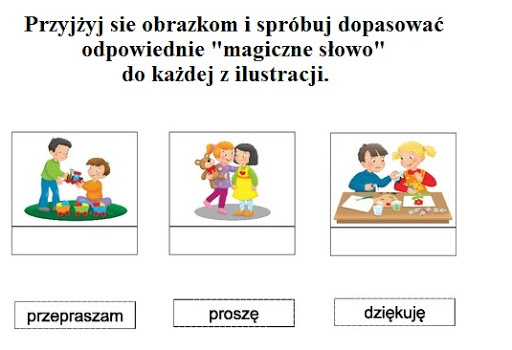 Przyjżyj sie obrazkom i spróbuj dopasować
odpowiednie "magiczne słowo"
do każdej z ilustracji.
przepraszam
proszę
dziękuję